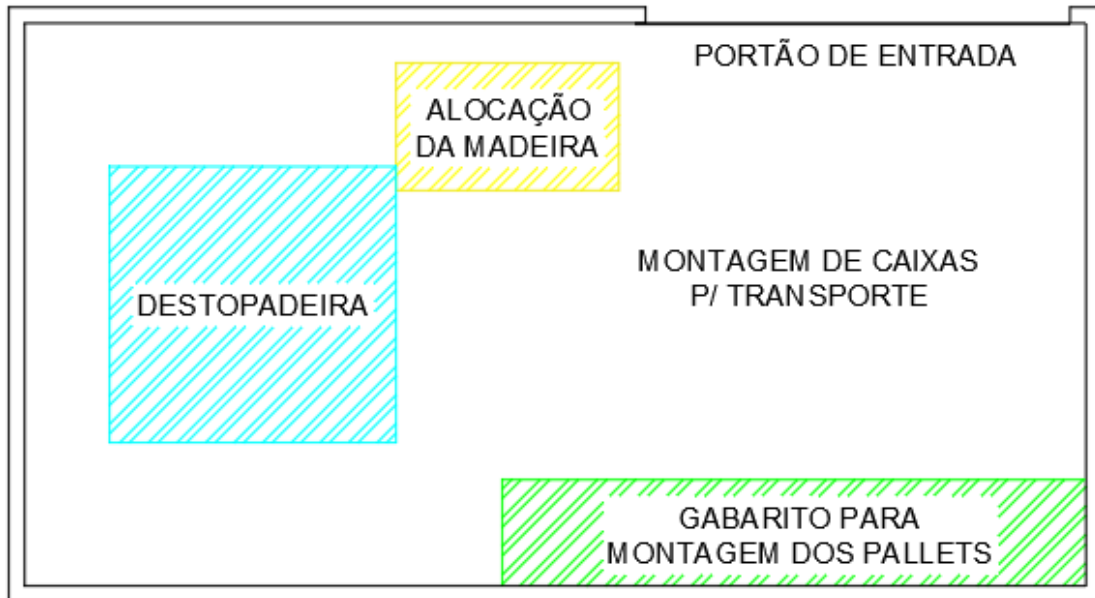 PORTÃO DE ENTRADA
ALOCAÇÃO
DA MADEIRA
MONTAGEM DE CAIXAS
P/ TRANSPORTE
DESTOPADEIRA
GABARITO PARA
MONTAGEM DOS PALLETS